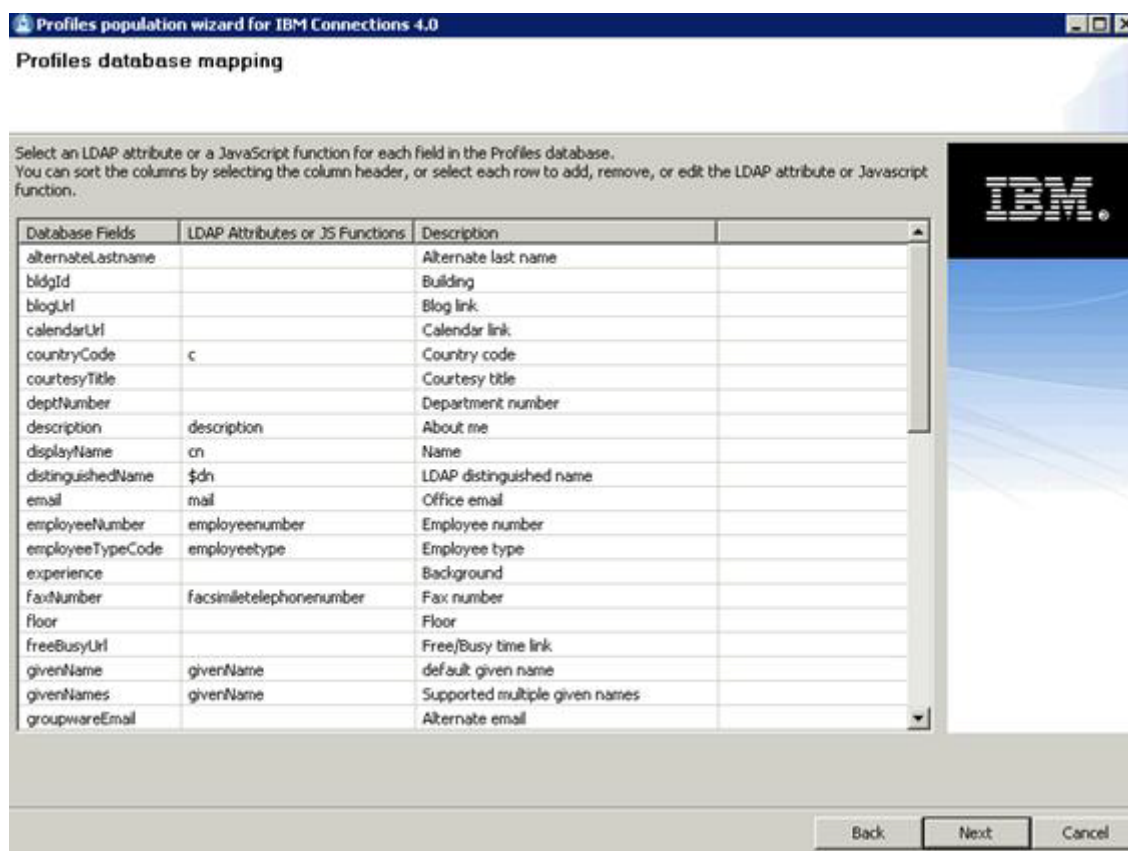 Profiles population wizard for IBM Connections 4.0
Profiles database mapping
Select an LDAP attribute or a JavaScript function for each field in the Profiles database.
You can sort the columns by selecting the column header, or select each row to add, remove, or edit the LDAP attribute or Javascript
function.
IBM.
Database Fields LDAP Attributes or JS Functions Description
alternateLastname Alternate last name
bldgId Building
blogUrl Blog link
calendarUrl Calendar link
countryCode c Country code
courtesyTitle Courtesy title
deptNumber Department number
description description About me
displayName cn Name
distinguishedName $dn LDAP distinguished name
email mail Office email
employeeNumber employeenumber Employee number
employeeTypeCode employeetype Employee type
experience Background
faxNumber facsimiletelephonenumber Fax number
floor Floor
freeBusyUrl Free/Busy time link
givenName givenName default given name
givenNames givenName Supported multiple given names
groupwareEmail Alternate email
Back Next Cancel